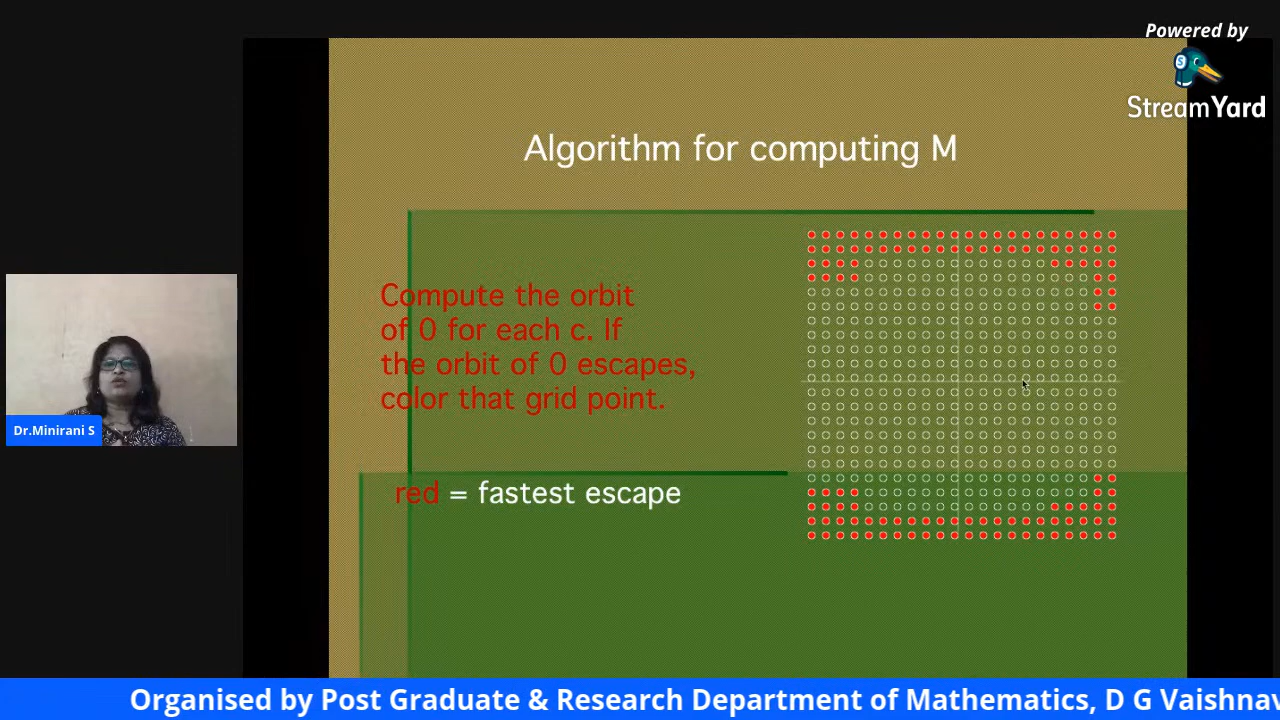 Powered by
StreamYard
Algorithm for computing M
Compute the orbit
of 0 for each c. If
the orbit of 0 escapes,
color that grid point.
red = fastest escape
Dr.Minirani S
Organised by Post Graduate & Research Department of Mathematics, D G Vaishnav